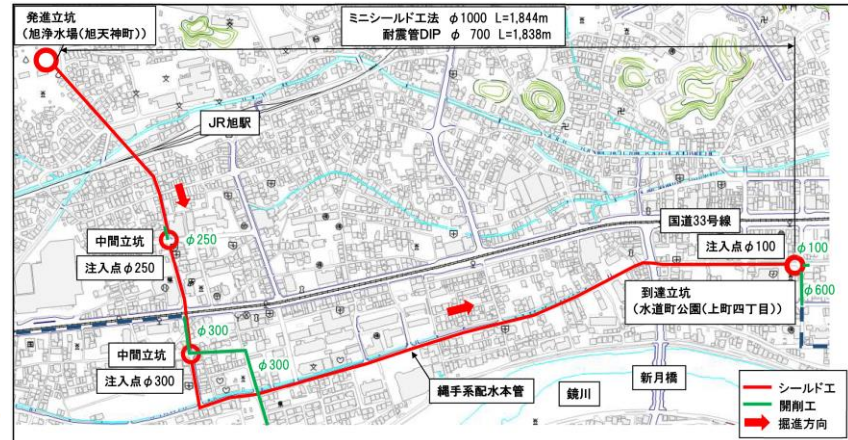 発進立坑
(旭浄水場(旭天神町))
ミニシールド工法 φ1000 L=1,844m
耐震管DIP φ 700 L=1,838m
JR旭駅
国道33号線
中間立坑
φ250
注入点φ250
注入点φ100
φ100
到達立坑
(水道町公園(上町四丁目))
φ600
φ300
中間立坑
注入点φ300
φ300
縄手系配水本管
鏡川
新月橋
シールド工
開削工
掘進方向